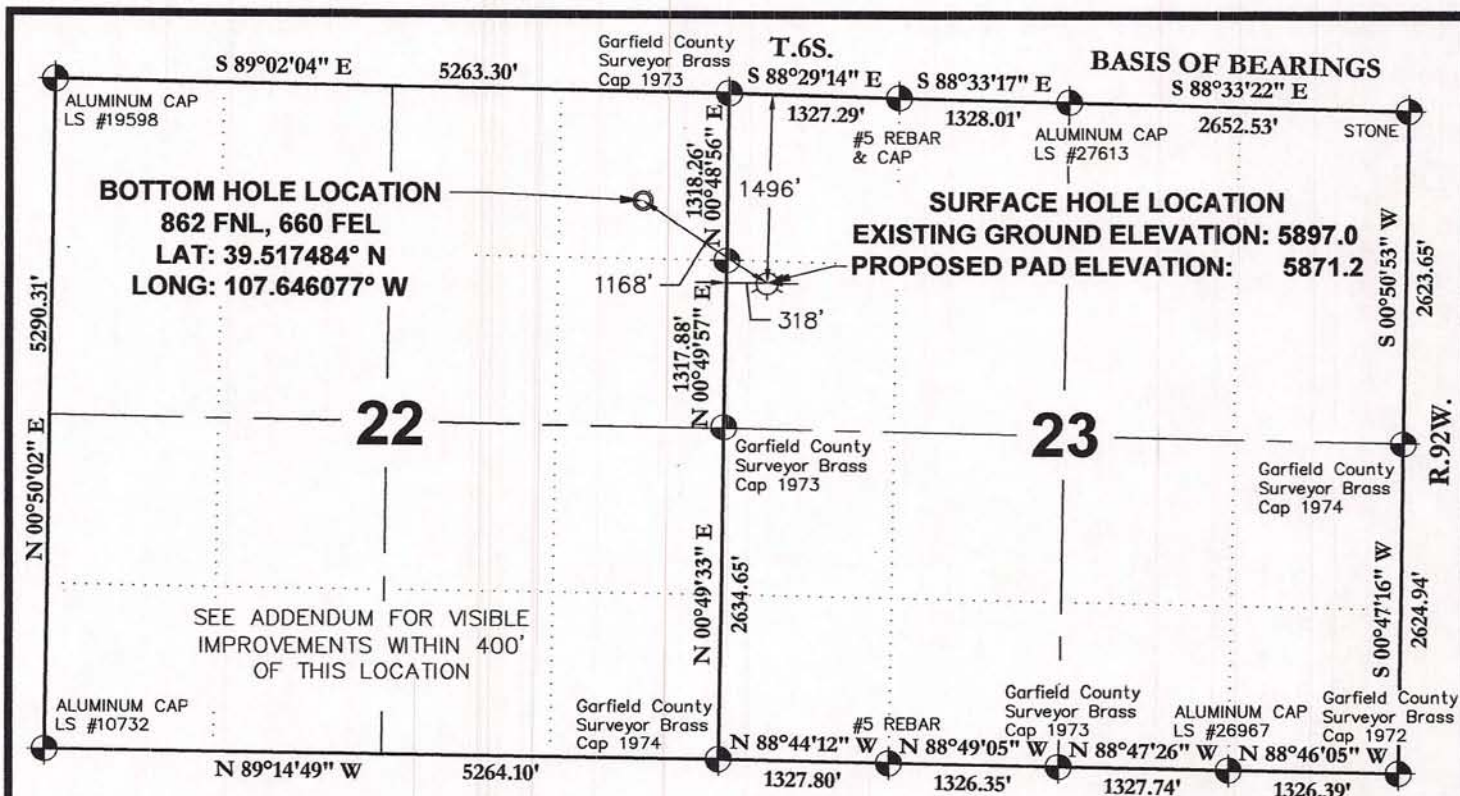 S 89°02'04" E
5263.30'
Garfield County
Surveyor Brass
Cap 1973
T.6S.
S 88°29'14" E
1327.29'
S 88°33'17" E
1328.01'
BASIS OF BEARINGS
S 88°33'22" E
2652.53'
ALUMINUM CAP
LS #19598
#5 REBAR
& CAP
ALUMINUM CAP
LS #27613
STONE
BOTTOM HOLE LOCATION
862 FNL, 660 FEL
LAT: 39.517484° N
LONG: 107.646077° W
1318.26'
N 00°48'56" E
1496'
SURFACE HOLE LOCATION
EXISTING GROUND ELEVATION: 5897.0
PROPOSED PAD ELEVATION: 5871.2
1168'
318'
S 00°50'53" W
2623.65'
5290.31'
N 00°50'02" E
1317.88'
N 00°49'57" E
22
23
R.92W.
Garfield County
Surveyor Brass
Cap 1973
Garfield County
Surveyor Brass
Cap 1974
N 00°49'33" E
2634.65'
S 00°47'16" W
2624.94'
SEE ADDENDUM FOR VISIBLE
IMPROVEMENTS WITHIN 400'
OF THIS LOCATION
ALUMINUM CAP
LS #10732
Garfield County
Surveyor Brass
Cap 1974
#5 REBAR
Garfield County
Surveyor Brass
Cap 1973
ALUMINUM CAP
LS #26967
Garfield County
Surveyor Brass
Cap 1972
N 89°14'49" W
5264.10'
N 88°44'12" W
1327.80'
N 88°49'05" W
1326.35'
N 88°47'26" W
1327.74'
N 88°46'05" W
1326.39'